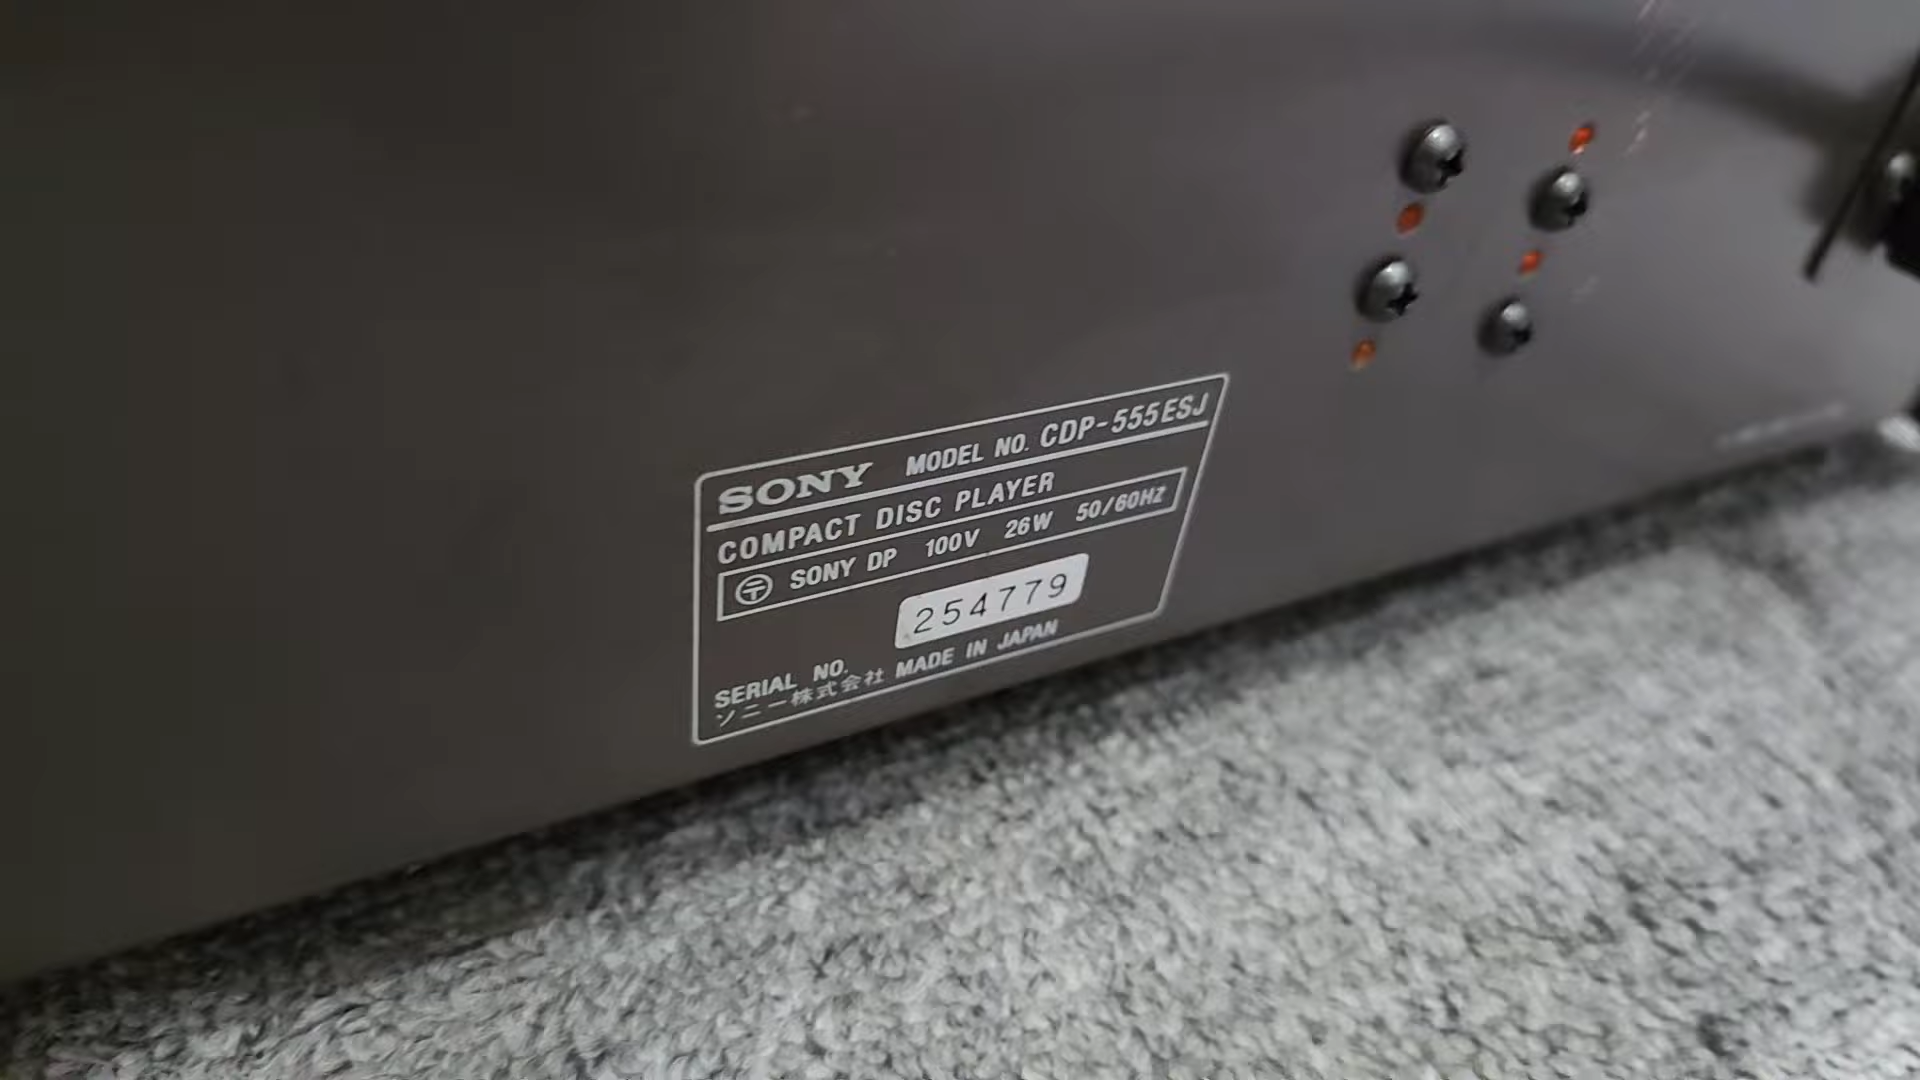 SONY MODEL NO. CDP-555ESJ
COMPACT DISC PLAYER
〒 SONY DP 100V 26W 50/60HZ
254779
SERIAL NO.
ソニー株式会社 MADE IN JAPAN